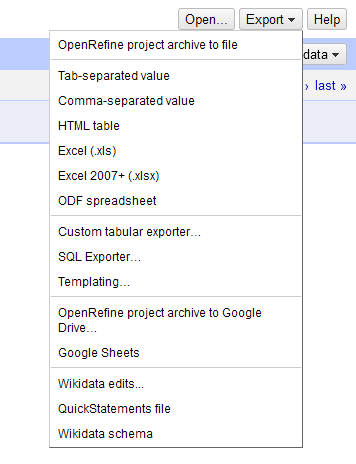 Open... Export Help
OpenRefine project archive to file
data
Tab-separated value
› last »
Comma-separated value
HTML table
Excel (.xls)
Excel 2007+ (.xlsx)
ODF spreadsheet
Custom tabular exporter...
SQL Exporter...
Templating...
OpenRefine project archive to Google
Drive...
Google Sheets
Wikidata edits...
QuickStatements file
Wikidata schema